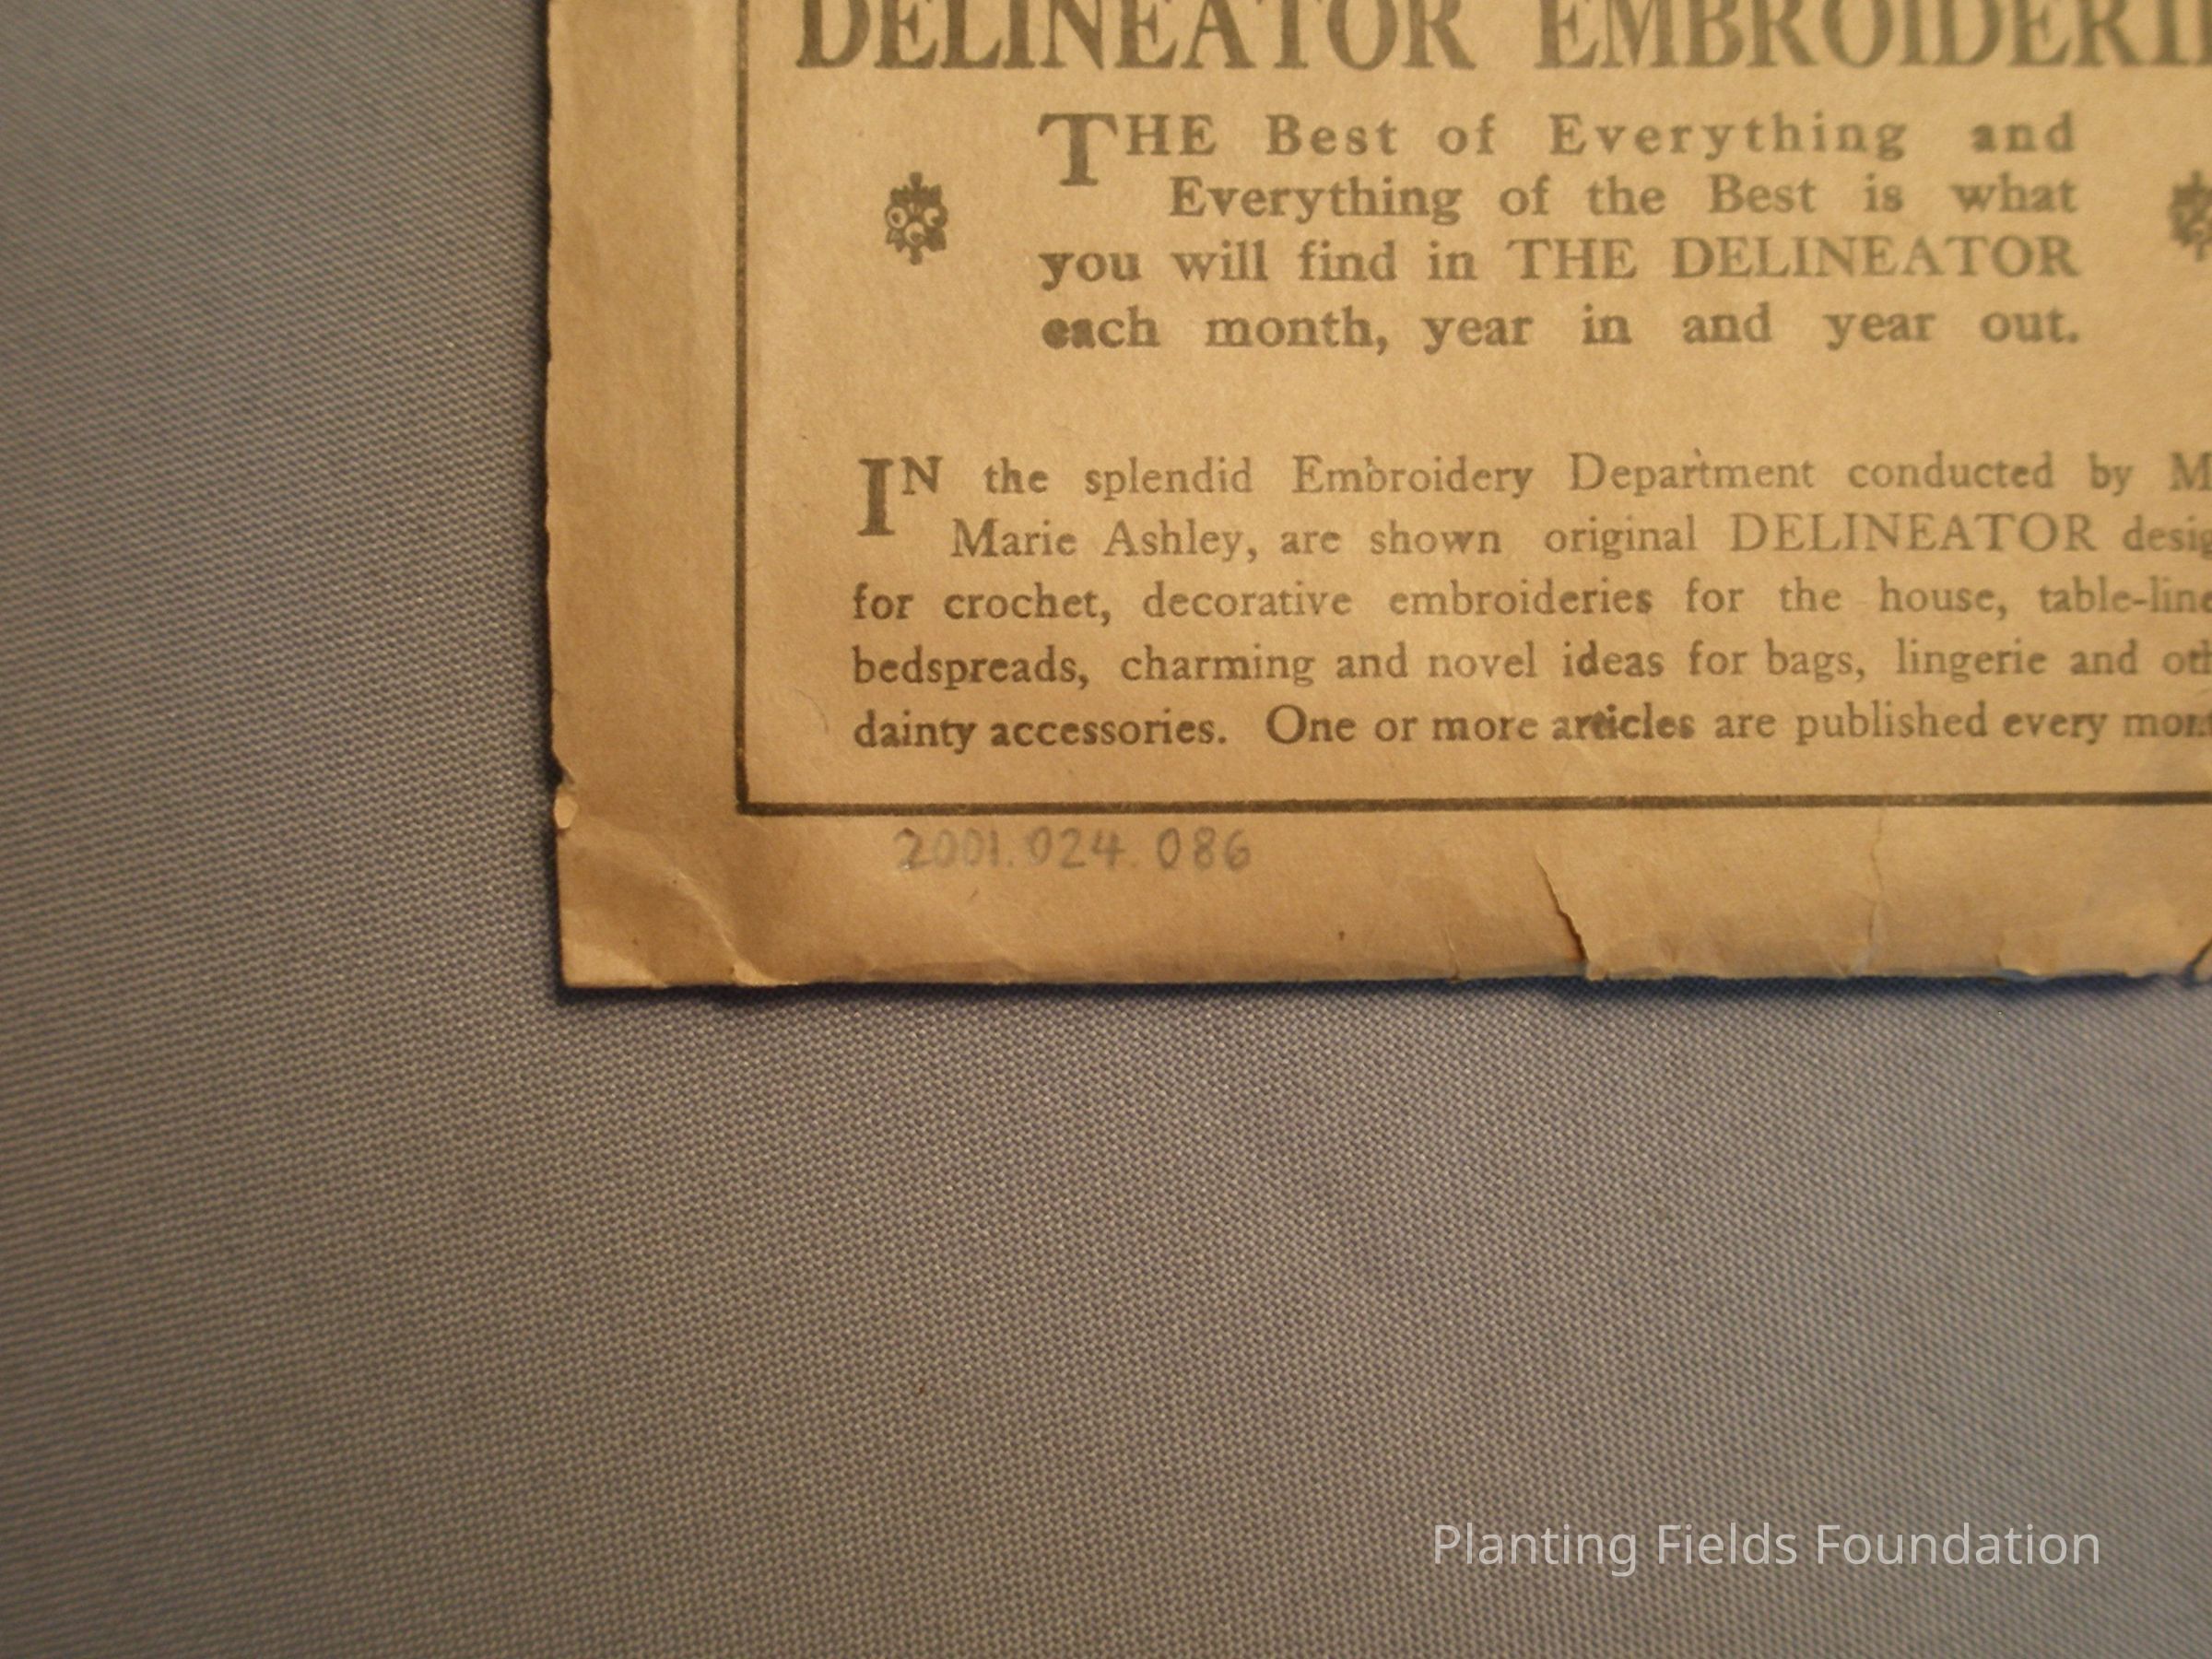 DELINEATOR EMBROIDERI
THE Best of Everything and
Everything of the Best is what
you will find in THE DELINEATOR
each month, year in and year out.
IN the splendid Embroidery Department conducted by M
Marie Ashley, are shown original DELINEATOR desig
for crochet, decorative embroideries for the house, table-line
bedspreads, charming and novel ideas for bags, lingerie and oth
dainty accessories. One or more articles are published every mon
2001.024.086
Planting Fields Foundation